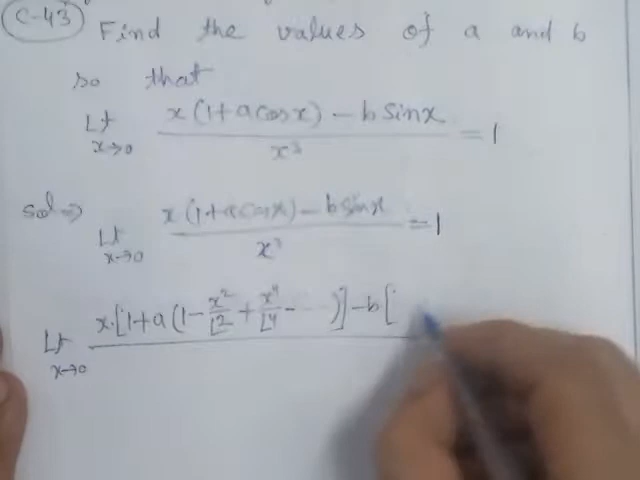 C-43 Find the values of a and b
so that
Lt x→0 x(1+a cos x) - b sin x / x³ = 1
Sol ⇒ Lt x→0 x(1+a cos x) - b sin x / x³ = 1
Lt x→0 x·[1+a(1-x²/⌊2+x⁴/⌊4-···)]-b[